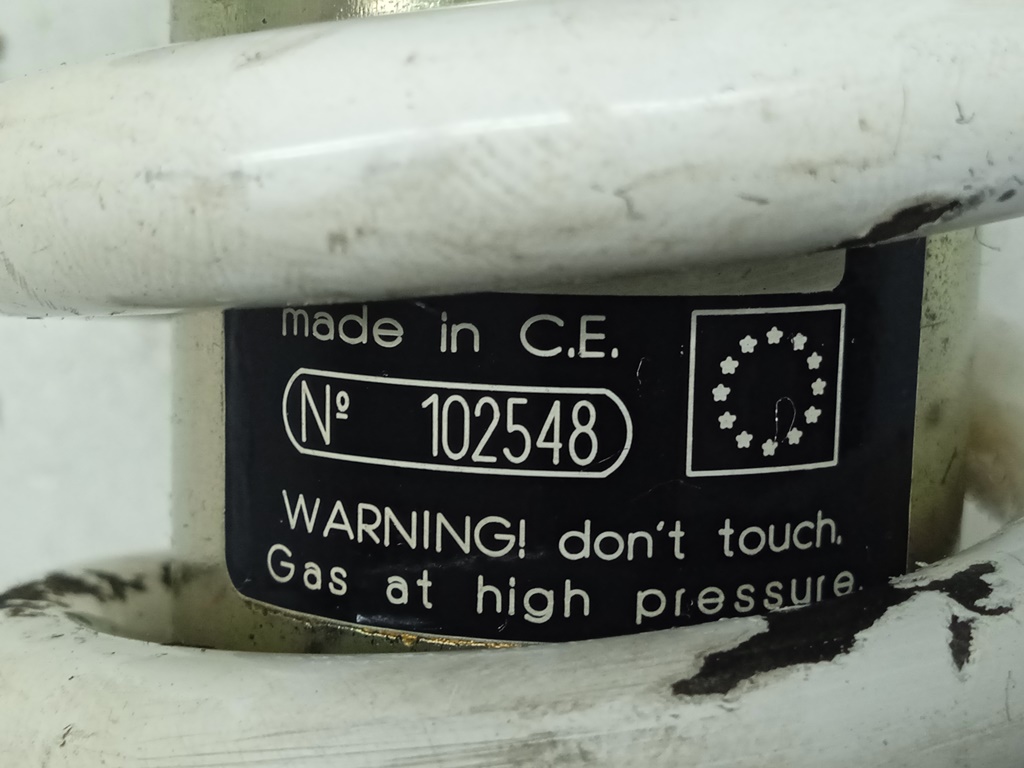 made in C.E.
Nº 102548
WARNING! don't touch.
Gas at high pressure.